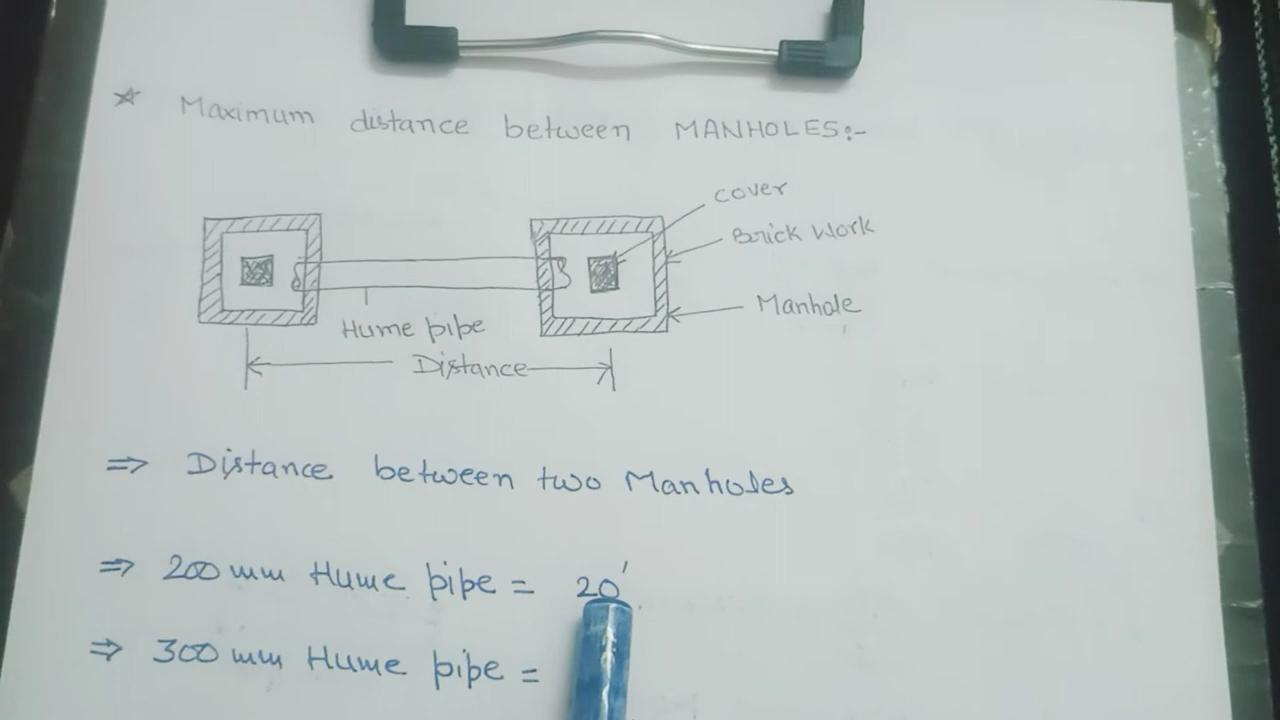 ☆ Maximum distance between MANHOLES:-
cover
Brick Work
Manhole
Hume pipe
Distance
⇒ Distance between two Manholes
⇒ 200 mm Hume pipe = 20'
⇒ 300 mm Hume pipe =